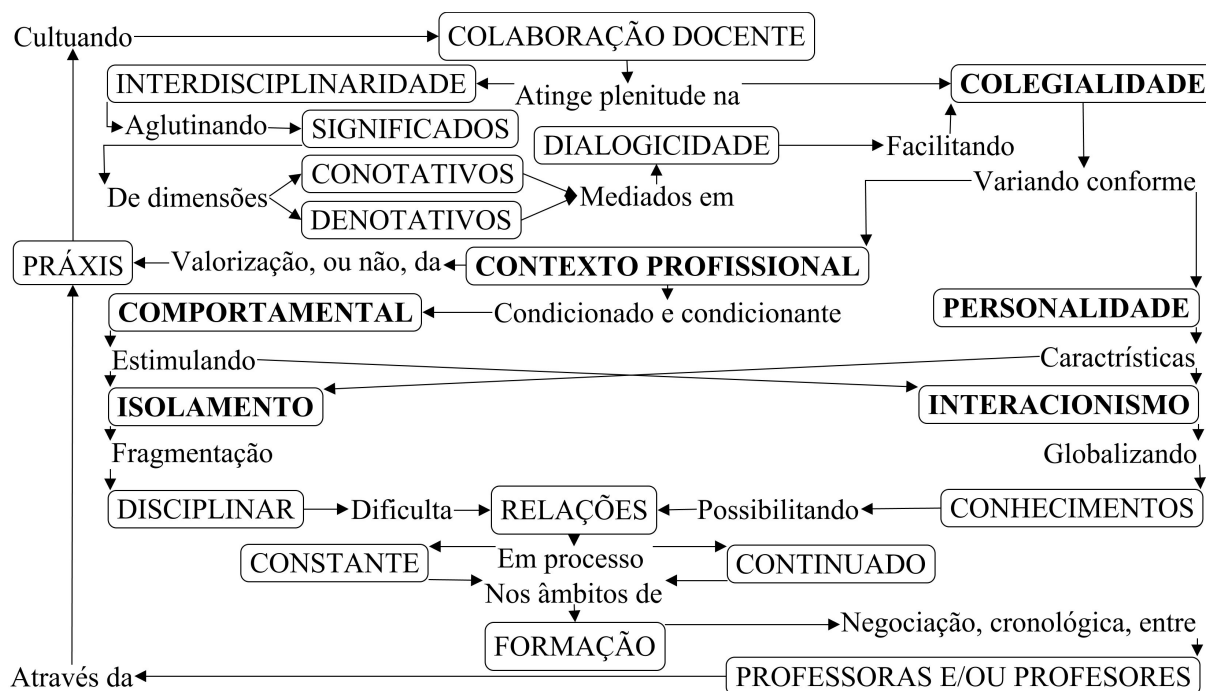 Cultuando COLABORAÇÃO DOCENTE
INTERDISCIPLINARIDADE Atinge plenitude na COLEGIALIDADE
Aglutinando SIGNIFICADOS
DIALOGICIDADE Facilitando
CONOTATIVOS
De dimensões Mediados em Variando conforme
DENOTATIVOS
PRÁXIS Valorização, ou não, da CONTEXTO PROFISSIONAL
COMPORTAMENTAL Condicionado e condicionante PERSONALIDADE
Estimulando Caractrísticas
ISOLAMENTO INTERACIONISMO
Fragmentação Globalizando
DISCIPLINAR Dificulta RELAÇÕES Possibilitando CONHECIMENTOS
CONSTANTE Em processo CONTINUADO
Nos âmbitos de
FORMAÇÃO Negociação, cronológica, entre
Através da PROFESSORAS E/OU PROFESORES